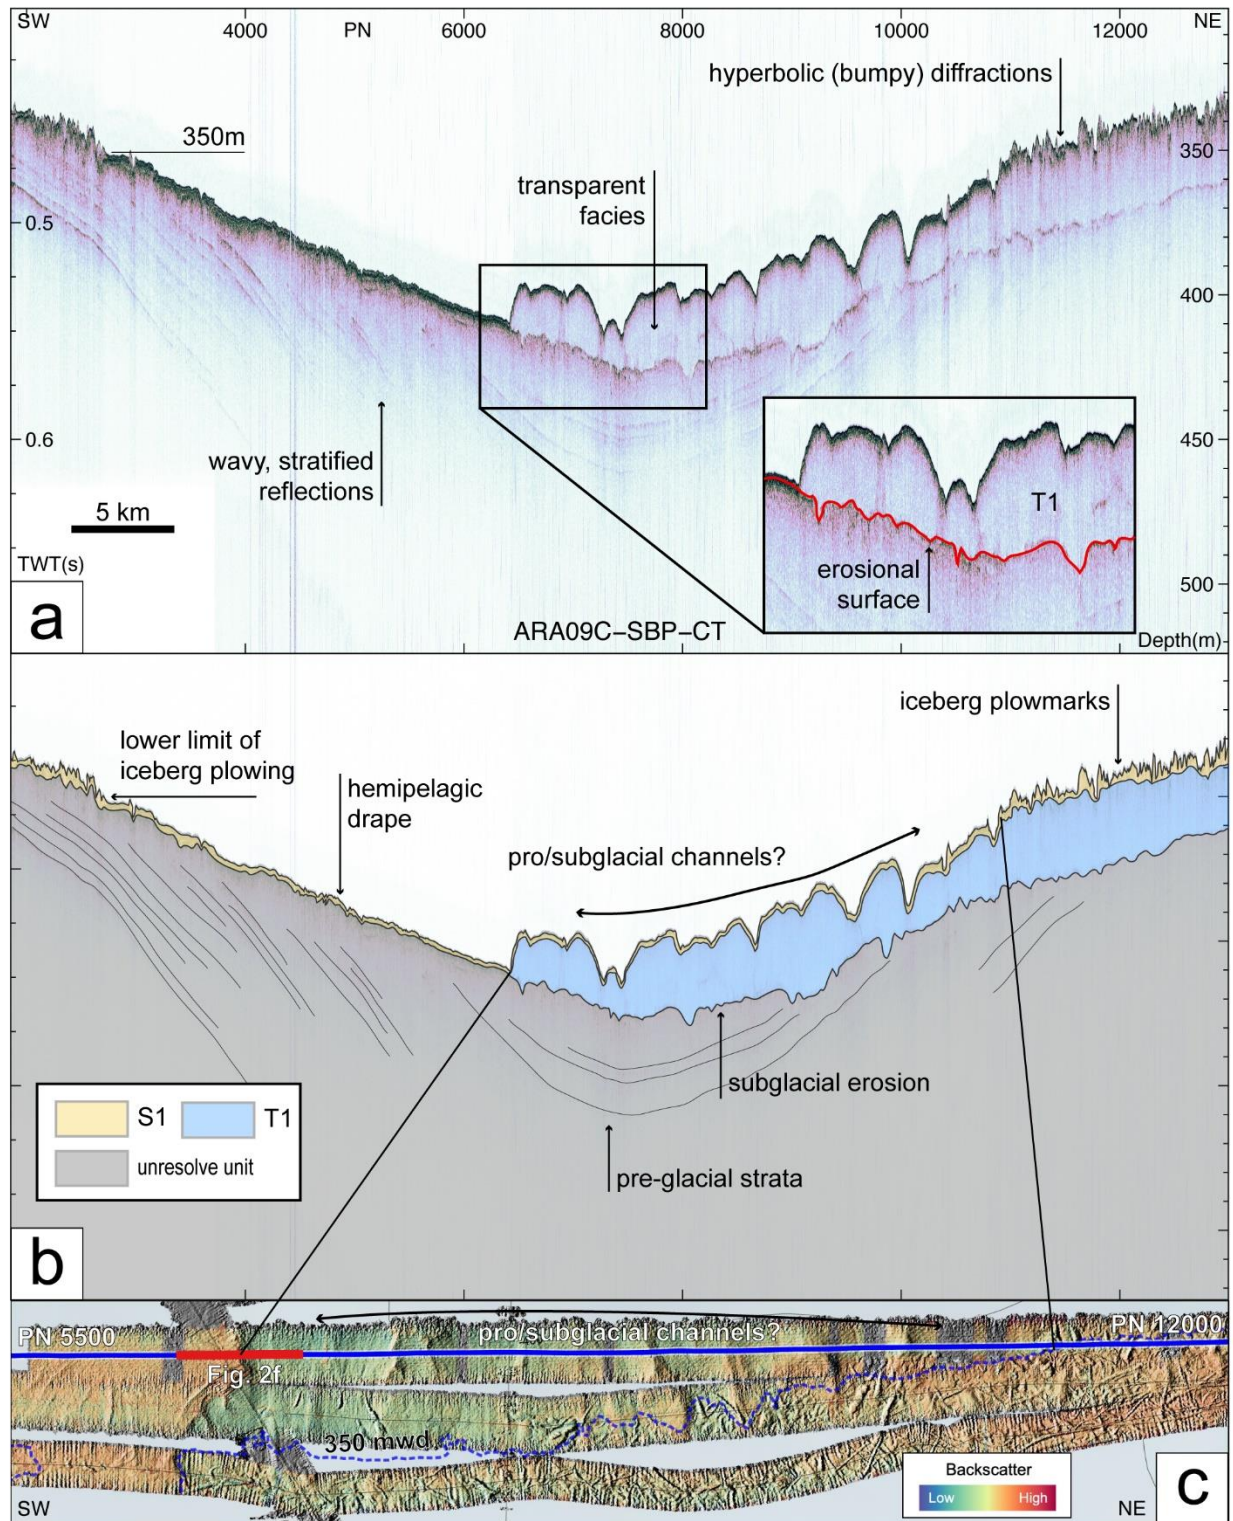 SW
4000
PN
6000
8000
10000
12000
NE
hyperbolic (bumpy) diffractions
350m
350
transparent
facies
0.5
400
wavy, stratified
reflections
0.6
450
5 km
T1
TWT(s)
erosional
surface
500
a
ARA09C-SBP-CT
Depth(m)
iceberg plowmarks
lower limit of
iceberg plowing
hemipelagic
drape
pro/subglacial channels?
subglacial erosion
S1
T1
unresolve unit
pre-glacial strata
b
PN 5500
pro/subglacial channels?
PN 12000
Fig. 2f
350 mwd
Backscatter
Low
High
SW
NE
c